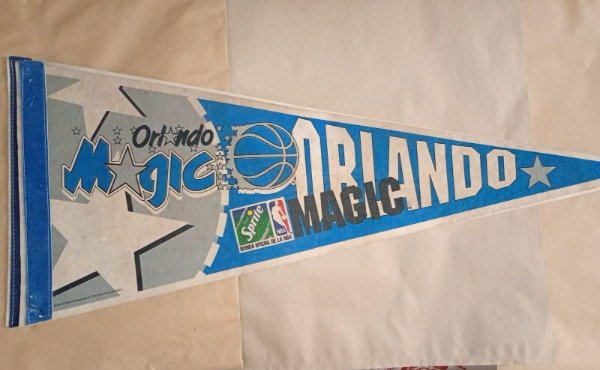 Orlando
Magic
ORLANDO
MAGIC
Sprite
NBA
BEBIDA OFICIAL DE LA NBA